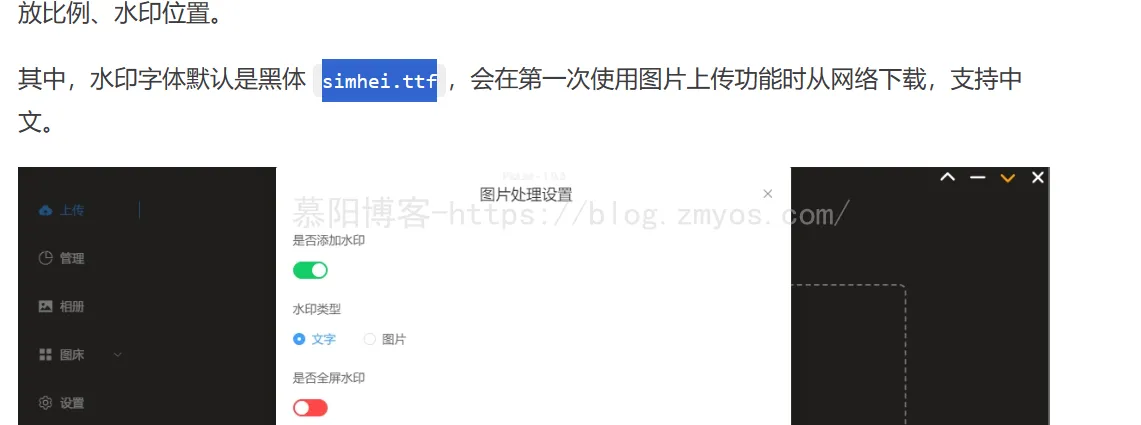 放比例、水印位置。
其中，水印字体默认是黑体 simhei.ttf，会在第一次使用图片上传功能时从网络下载，支持中
文。
图片处理设置
上传
慕阳博客-https://blog.zmyos.com/
是否添加水印
管理
相册
水印类型
文字 图片
图床
是否全屏水印
设置